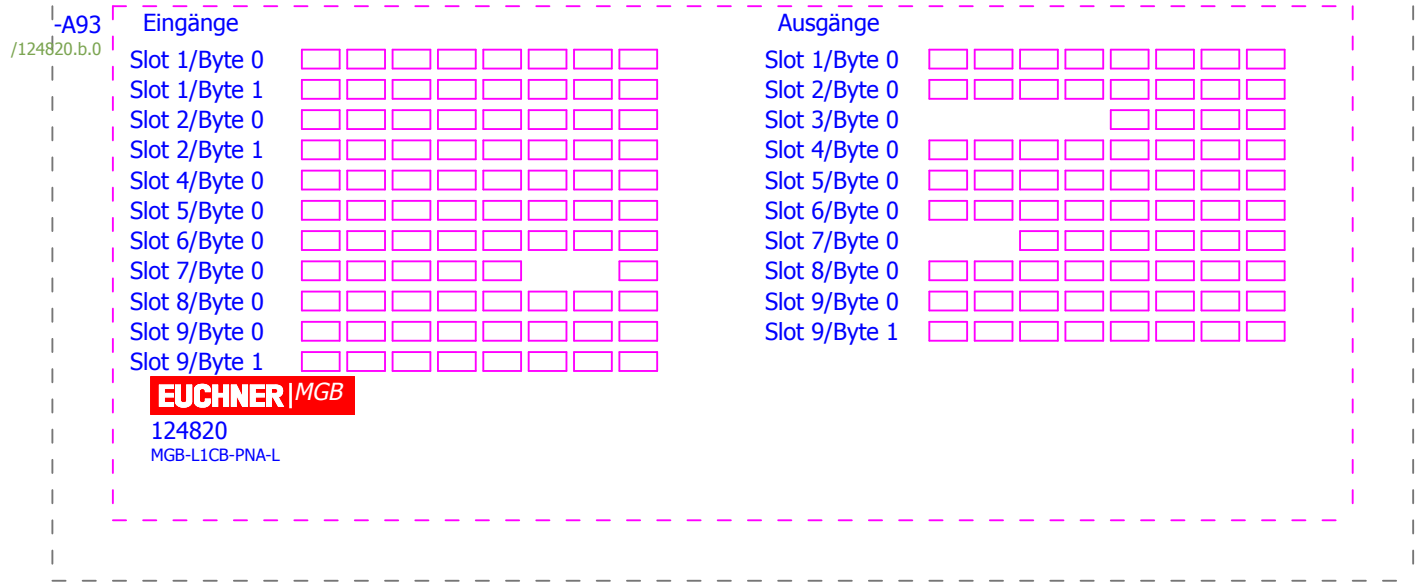 -A93
/124820.b.0
Eingänge
Slot 1/Byte 0
Slot 1/Byte 1
Slot 2/Byte 0
Slot 2/Byte 1
Slot 4/Byte 0
Slot 5/Byte 0
Slot 6/Byte 0
Slot 7/Byte 0
Slot 8/Byte 0
Slot 9/Byte 0
Slot 9/Byte 1
Ausgänge
Slot 1/Byte 0
Slot 2/Byte 0
Slot 3/Byte 0
Slot 4/Byte 0
Slot 5/Byte 0
Slot 6/Byte 0
Slot 7/Byte 0
Slot 8/Byte 0
Slot 9/Byte 0
Slot 9/Byte 1
EUCHNER|MGB
124820
MGB-L1CB-PNA-L